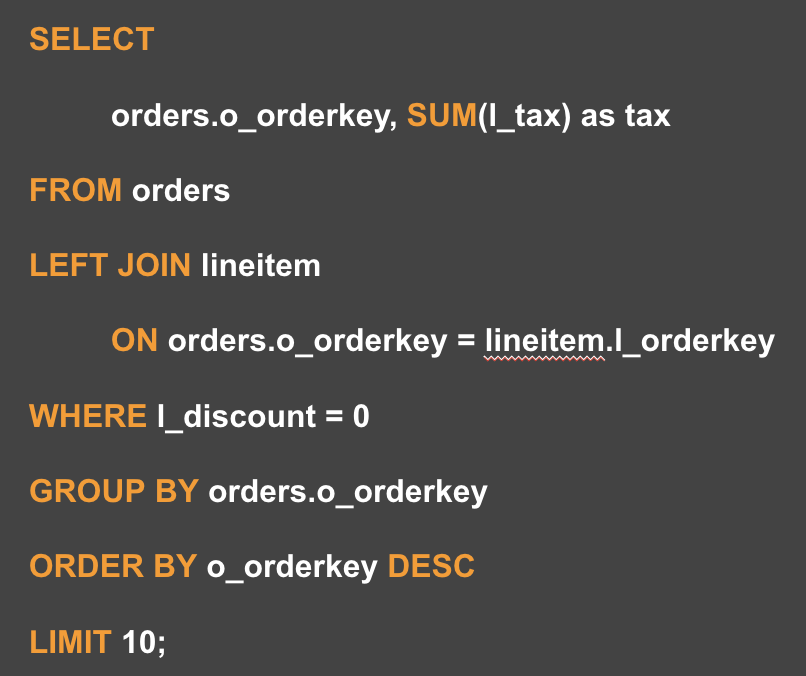 SELECT
orders.o_orderkey, SUM(l_tax) as tax
FROM orders
LEFT JOIN lineitem
ON orders.o_orderkey = lineitem.l_orderkey
WHERE l_discount = 0
GROUP BY orders.o_orderkey
ORDER BY o_orderkey DESC
LIMIT 10;